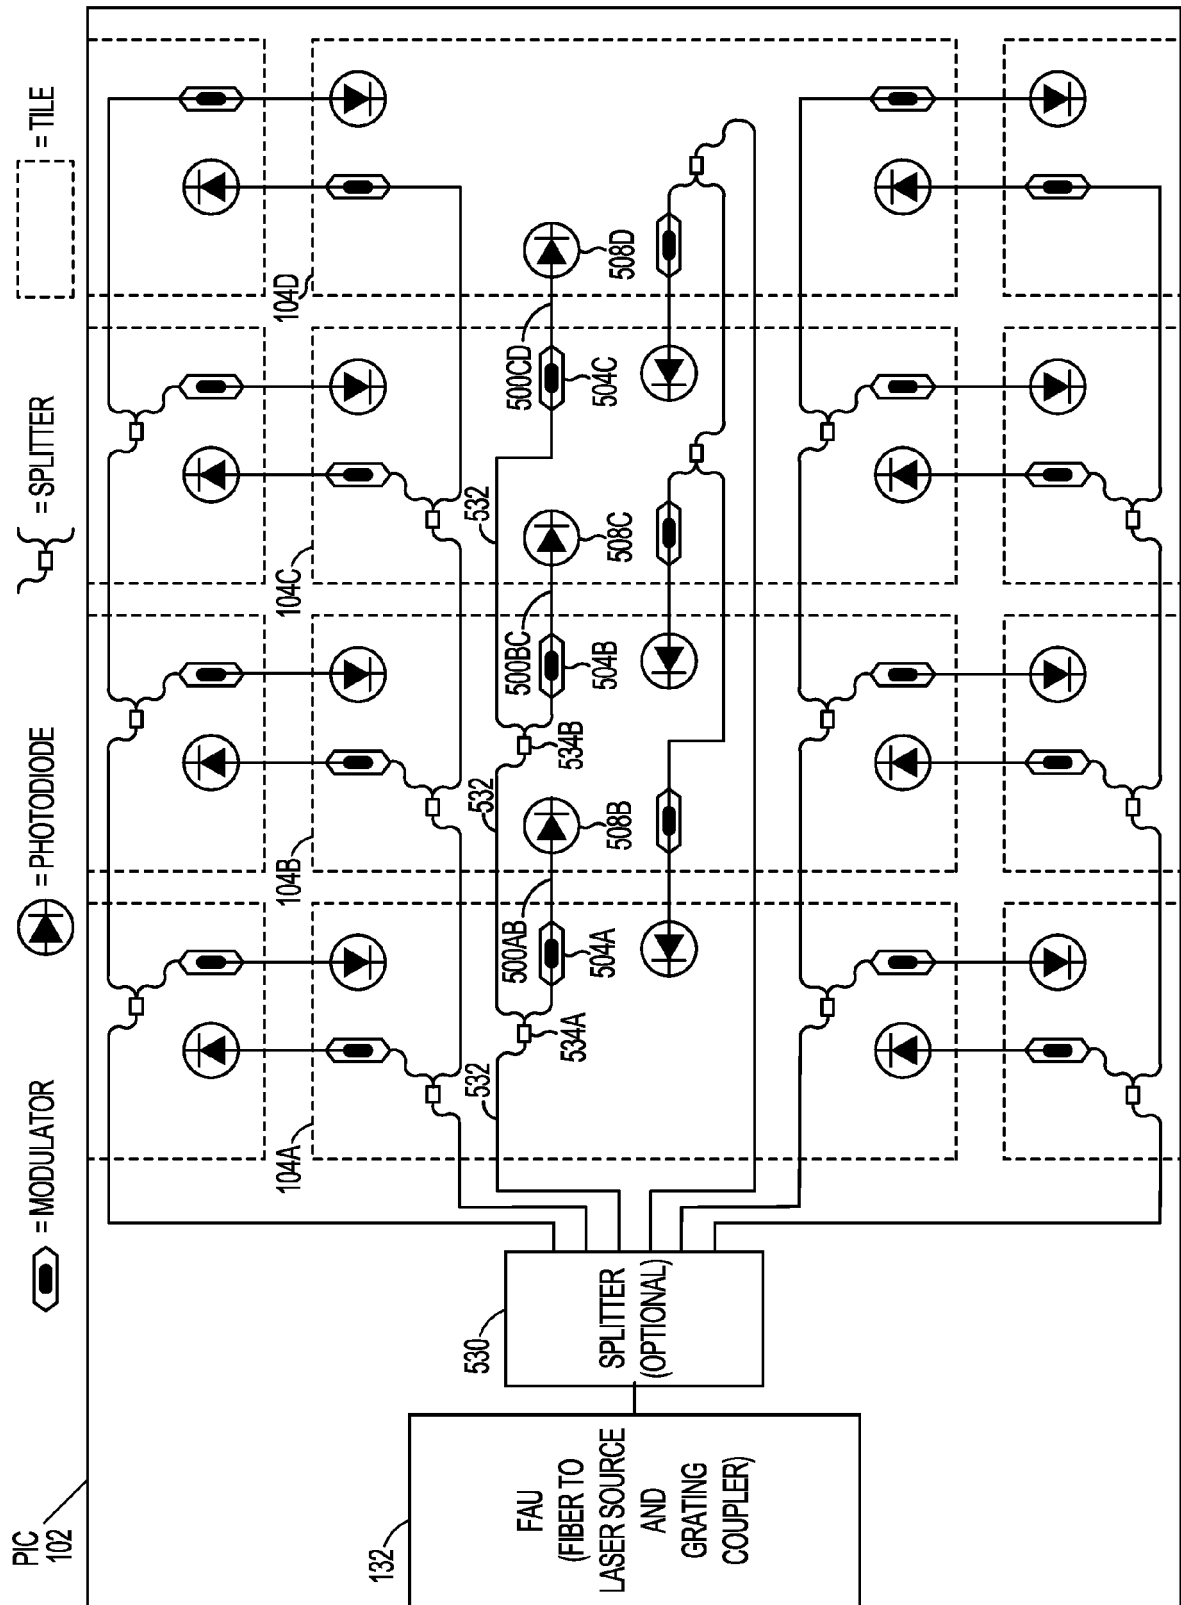 PIC
102
= MODULATOR
= PHOTODIODE
= SPLITTER
= TILE
132
FAU
(FIBER TO
LASER SOURCE
AND
GRATING
COUPLER)
530
SPLITTER
(OPTIONAL)
104A
104B
104C
104D
532
532
532
534A
534B
500AB
500BC
500CD
504A
504B
504C
508B
508C
508D